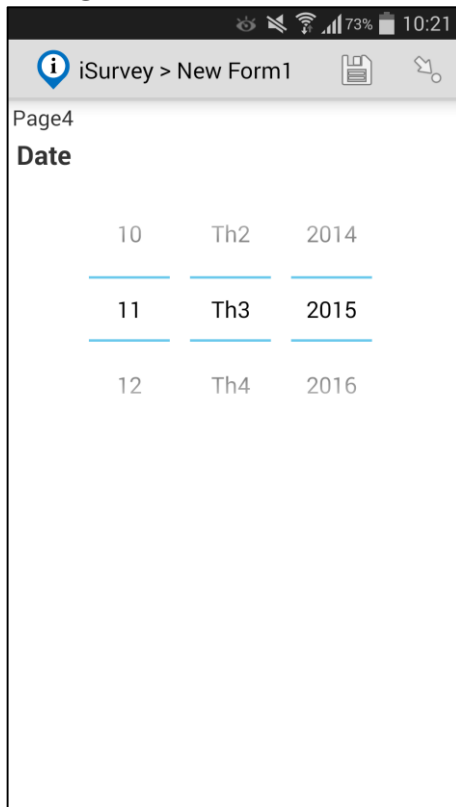 73% 10:21
iSurvey > New Form1
Page4
Date
10 Th2 2014
11 Th3 2015
12 Th4 2016